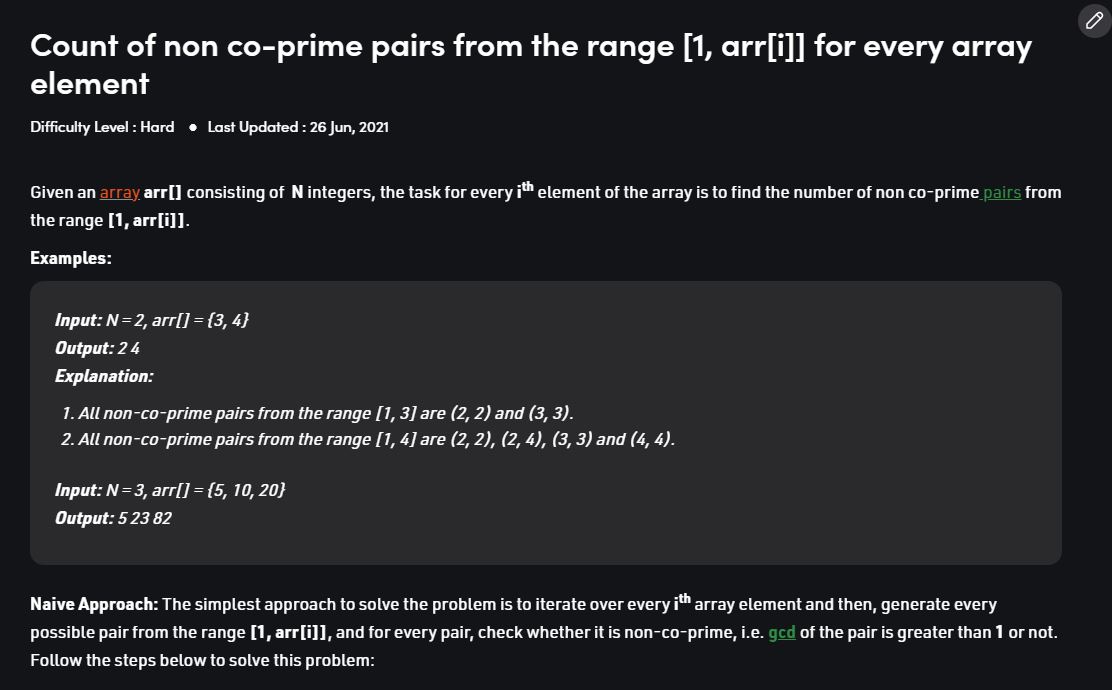 Count of non co-prime pairs from the range [1, arr[i]] for every array
element
Difficulty Level : Hard ● Last Updated : 26 Jun, 2021
Given an array arr[] consisting of N integers, the task for every ith element of the array is to find the number of non co-prime pairs from
the range [1, arr[i]].
Examples:
Input: N = 2, arr[] = {3, 4}
Output: 2 4
Explanation:
1. All non-co-prime pairs from the range [1, 3] are (2, 2) and (3, 3).
2. All non-co-prime pairs from the range [1, 4] are (2, 2), (2, 4), (3, 3) and (4, 4).
Input: N = 3, arr[] = {5, 10, 20}
Output: 5 23 82
Naive Approach: The simplest approach to solve the problem is to iterate over every ith array element and then, generate every
possible pair from the range [1, arr[i]], and for every pair, check whether it is non-co-prime, i.e. gcd of the pair is greater than 1 or not.
Follow the steps below to solve this problem: